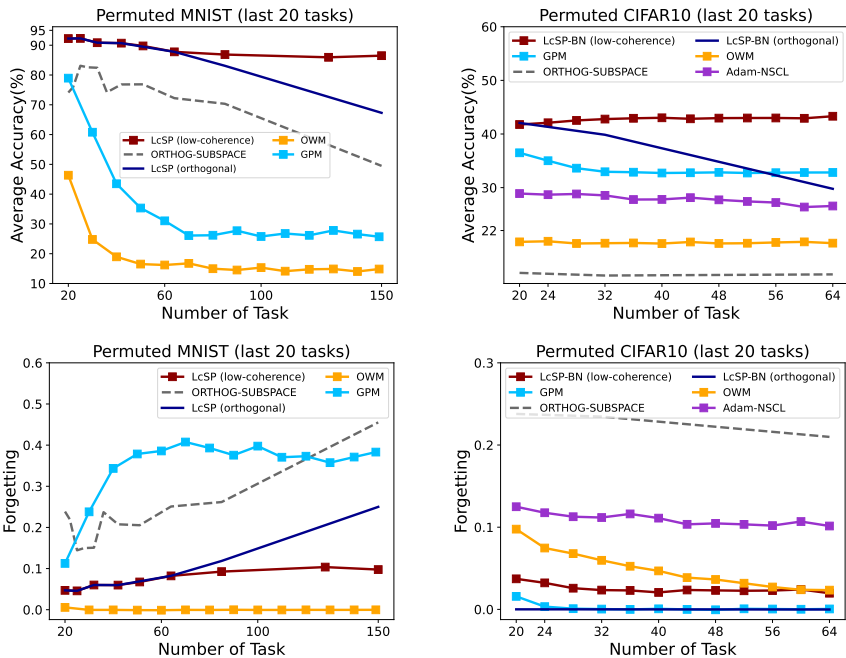 Permuted MNIST (last 20 tasks)
Average Accuracy(%)
95
90
80
70
60
50
40
30
20
10
LcSP (low-coherence)
ORTHOG-SUBSPACE
LcSP (orthogonal)
OWM
GPM
20
60
100
150
Number of Task
Permuted CIFAR10 (last 20 tasks)
Average Accuracy(%)
60
50
40
30
22
LcSP-BN (low-coherence)
GPM
ORTHOG-SUBSPACE
LcSP-BN (orthogonal)
OWM
Adam-NSCL
20
24
32
40
48
56
64
Number of Task
Permuted MNIST (last 20 tasks)
Forgetting
0.6
0.5
0.4
0.3
0.2
0.1
0.0
LcSP (low-coherence)
ORTHOG-SUBSPACE
LcSP (orthogonal)
OWM
GPM
20
60
100
150
Number of Task
Permuted CIFAR10 (last 20 tasks)
Forgetting
0.3
0.2
0.1
0.0
LcSP-BN (low-coherence)
GPM
ORTHOG-SUBSPACE
LcSP-BN (orthogonal)
OWM
Adam-NSCL
20
24
32
40
48
56
64
Number of Task